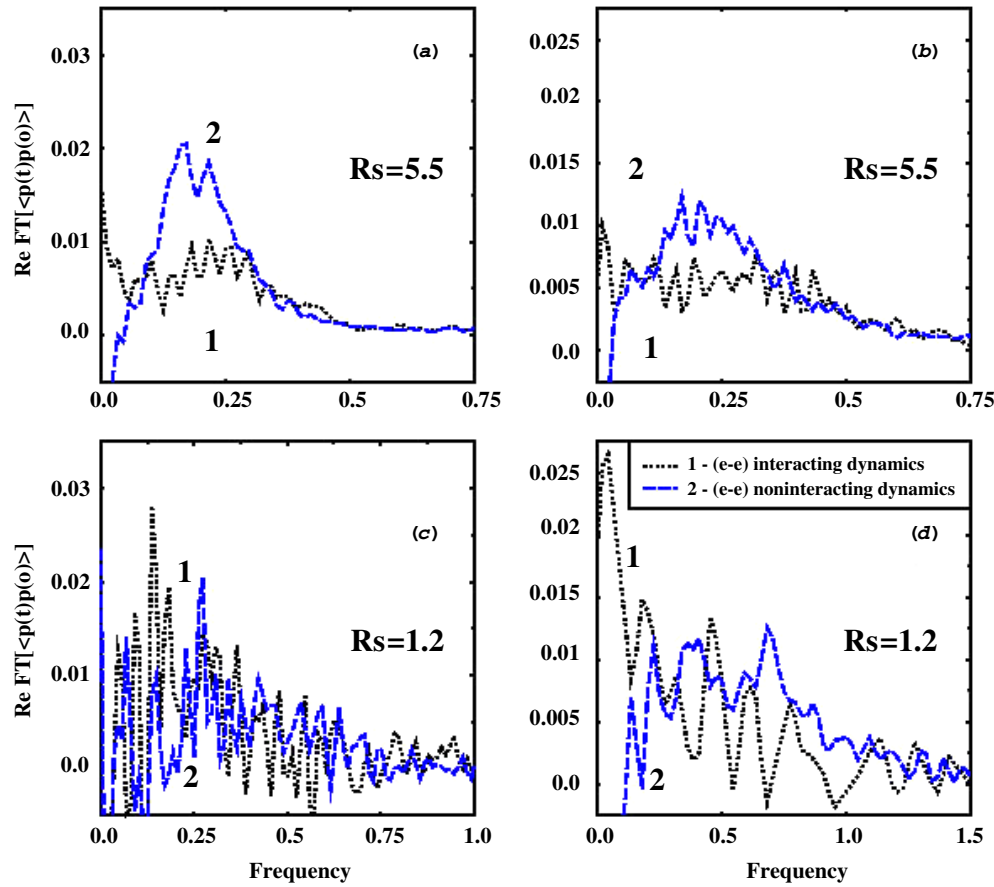 Re FT[<p(t)p(o)>]
0.03
0.02
0.01
0.0
(a)
2
Rs=5.5
1
0.0 0.25 0.5 0.75
0.025
0.02
0.015
0.01
0.005
0.0
(b)
2
Rs=5.5
1
0.0 0.25 0.5 0.75
Re FT[<p(t)p(o)>]
0.03
0.02
0.01
0.0
(c)
1
Rs=1.2
2
0.0 0.25 0.5 0.75 1.0
Frequency
0.025
0.02
0.015
0.01
0.005
0.0
1 - (e-e) interacting dynamics
2 - (e-e) noninteracting dynamics
(d)
1
Rs=1.2
2
0.0 0.5 1.0 1.5
Frequency